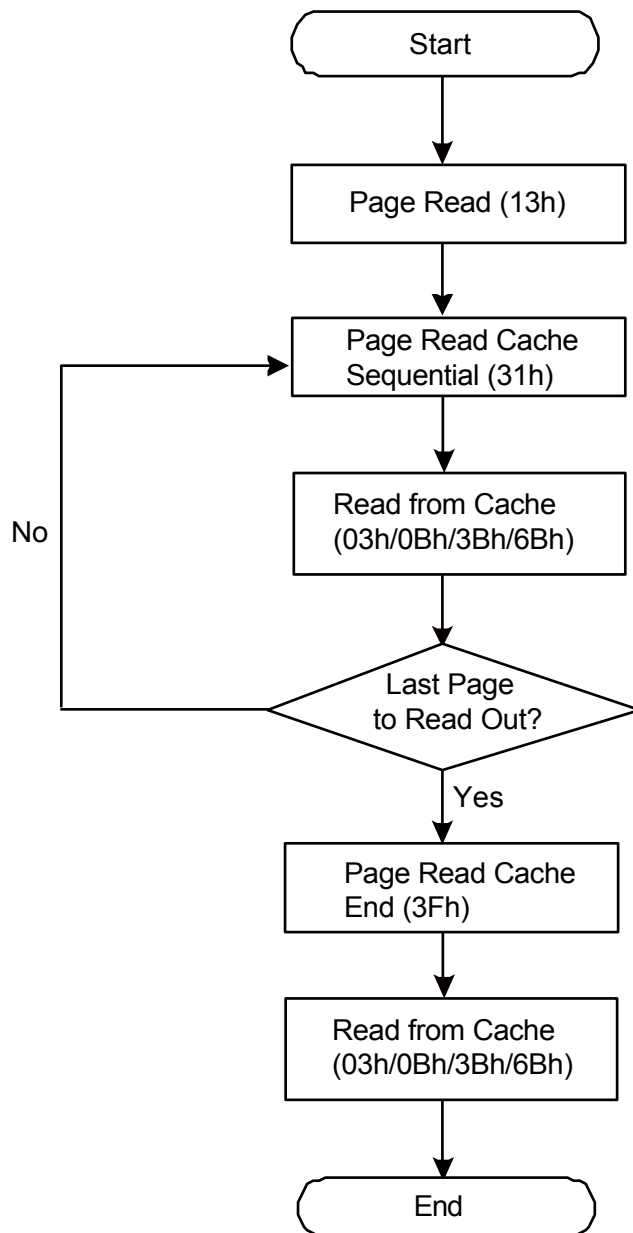 Start
Page Read (13h)
Page Read Cache
Sequential (31h)
Read from Cache
(03h/0Bh/3Bh/6Bh)
No
Last Page
to Read Out?
Yes
Page Read Cache
End (3Fh)
Read from Cache
(03h/0Bh/3Bh/6Bh)
End